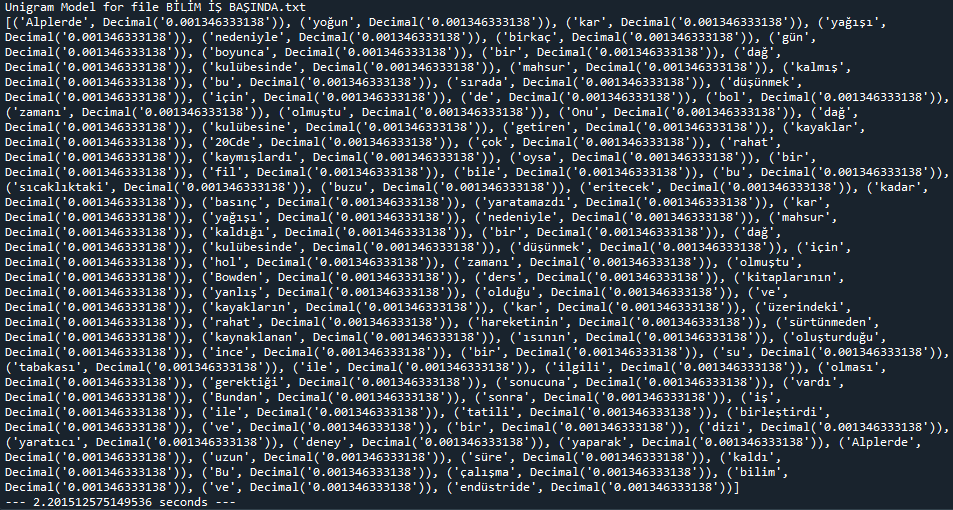 Unigram Model for file BİLİM İŞ BAŞINDA.txt
[('Alplerde', Decimal('0.001346333138')), ('yoğun', Decimal('0.001346333138')), ('kar', Decimal('0.001346333138')), ('yağışı',
Decimal('0.001346333138')), ('nedeniyle', Decimal('0.001346333138')), ('birkaç', Decimal('0.001346333138')), ('gün',
Decimal('0.001346333138')), ('boyunca', Decimal('0.001346333138')), ('bir', Decimal('0.001346333138')), ('dağ',
Decimal('0.001346333138')), ('kulübesinde', Decimal('0.001346333138')), ('mahsur', Decimal('0.001346333138')), ('kalmış',
Decimal('0.001346333138')), ('bu', Decimal('0.001346333138')), ('sırada', Decimal('0.001346333138')), ('düşünmek',
Decimal('0.001346333138')), ('için', Decimal('0.001346333138')), ('de', Decimal('0.001346333138')), ('bol', Decimal('0.001346333138')),
('zamanı', Decimal('0.001346333138')), ('olmuştu', Decimal('0.001346333138')), ('Onu', Decimal('0.001346333138')), ('dağ',
Decimal('0.001346333138')), ('kulübesine', Decimal('0.001346333138')), ('getiren', Decimal('0.001346333138')), ('kayaklar',
Decimal('0.001346333138')), ('20Cde', Decimal('0.001346333138')), ('çok', Decimal('0.001346333138')), ('rahat',
Decimal('0.001346333138')), ('kaymışlardı', Decimal('0.001346333138')), ('oysa', Decimal('0.001346333138')), ('bir',
Decimal('0.001346333138')), ('fil', Decimal('0.001346333138')), ('bile', Decimal('0.001346333138')), ('bu', Decimal('0.001346333138')),
('sıcaklıktaki', Decimal('0.001346333138')), ('buzu', Decimal('0.001346333138')), ('eritecek', Decimal('0.001346333138')), ('kadar',
Decimal('0.001346333138')), ('basınç', Decimal('0.001346333138')), ('yaratamazdı', Decimal('0.001346333138')), ('kar',
Decimal('0.001346333138')), ('yağışı', Decimal('0.001346333138')), ('nedeniyle', Decimal('0.001346333138')), ('mahsur',
Decimal('0.001346333138')), ('kaldığı', Decimal('0.001346333138')), ('bir', Decimal('0.001346333138')), ('dağ',
Decimal('0.001346333138')), ('kulübesinde', Decimal('0.001346333138')), ('düşünmek', Decimal('0.001346333138')), ('için',
Decimal('0.001346333138')), ('hol', Decimal('0.001346333138')), ('zamanı', Decimal('0.001346333138')), ('olmuştu',
Decimal('0.001346333138')), ('Bowden', Decimal('0.001346333138')), ('ders', Decimal('0.001346333138')), ('kitaplarının',
Decimal('0.001346333138')), ('yanlış', Decimal('0.001346333138')), ('olduğu', Decimal('0.001346333138')), ('ve',
Decimal('0.001346333138')), ('kayakların', Decimal('0.001346333138')), ('kar', Decimal('0.001346333138')), ('üzerindeki',
Decimal('0.001346333138')), ('rahat', Decimal('0.001346333138')), ('hareketinin', Decimal('0.001346333138')), ('sürtünmeden',
Decimal('0.001346333138')), ('kaynaklanan', Decimal('0.001346333138')), ('ısının', Decimal('0.001346333138')), ('oluşturduğu',
Decimal('0.001346333138')), ('ince', Decimal('0.001346333138')), ('bir', Decimal('0.001346333138')), ('su', Decimal('0.001346333138')),
('tabakası', Decimal('0.001346333138')), ('ile', Decimal('0.001346333138')), ('ilgili', Decimal('0.001346333138')), ('olması',
Decimal('0.001346333138')), ('gerektiği', Decimal('0.001346333138')), ('sonucuna', Decimal('0.001346333138')), ('vardı',
Decimal('0.001346333138')), ('Bundan', Decimal('0.001346333138')), ('sonra', Decimal('0.001346333138')), ('iş',
Decimal('0.001346333138')), ('ile', Decimal('0.001346333138')), ('tatili', Decimal('0.001346333138')), ('birleştirdi',
Decimal('0.001346333138')), ('ve', Decimal('0.001346333138')), ('bir', Decimal('0.001346333138')), ('dizi', Decimal('0.001346333138')),
('yaratıcı', Decimal('0.001346333138')), ('deney', Decimal('0.001346333138')), ('yaparak', Decimal('0.001346333138')), ('Alplerde',
Decimal('0.001346333138')), ('uzun', Decimal('0.001346333138')), ('süre', Decimal('0.001346333138')), ('kaldı',
Decimal('0.001346333138')), ('Bu', Decimal('0.001346333138')), ('çalışma', Decimal('0.001346333138')), ('bilim',
Decimal('0.001346333138')), ('ve', Decimal('0.001346333138')), ('endüstride', Decimal('0.001346333138'))]
--- 2.201512575149536 seconds ---